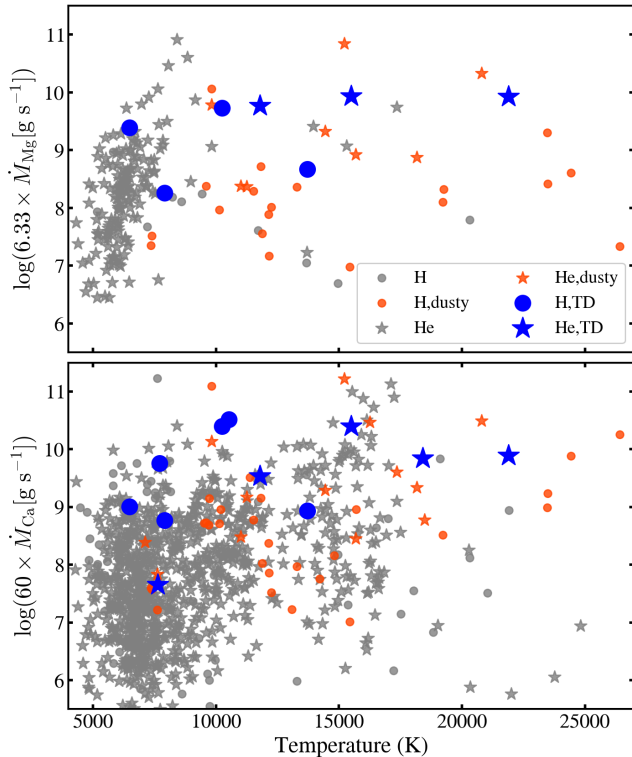 11
10
9
8
7
6
log(6.33 × Ṁ_Mg[g s⁻¹])
H
H,dusty
He
He,dusty
H,TD
He,TD
11
10
9
8
7
6
log(60 × Ṁ_Ca[g s⁻¹])
5000 10000 15000 20000 25000
Temperature (K)